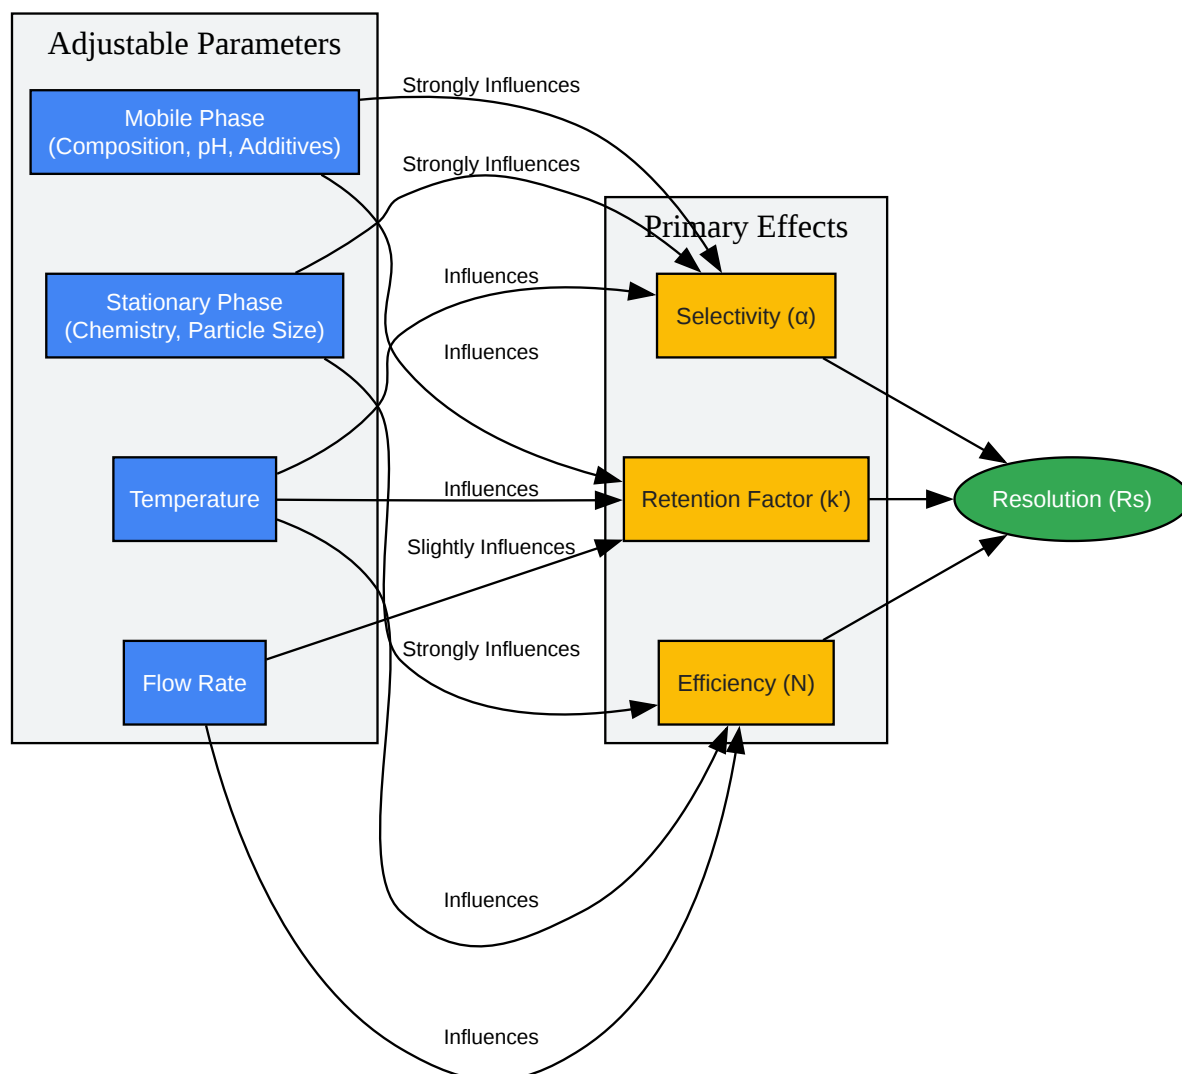 Adjustable Parameters
Mobile Phase
(Composition, pH, Additives)
Stationary Phase
(Chemistry, Particle Size)
Temperature
Flow Rate
Strongly Influences
Strongly Influences
Influences
Influences
Influences
Slightly Influences
Strongly Influences
Influences
Influences
Primary Effects
Selectivity (α)
Retention Factor (k')
Efficiency (N)
Resolution (Rs)